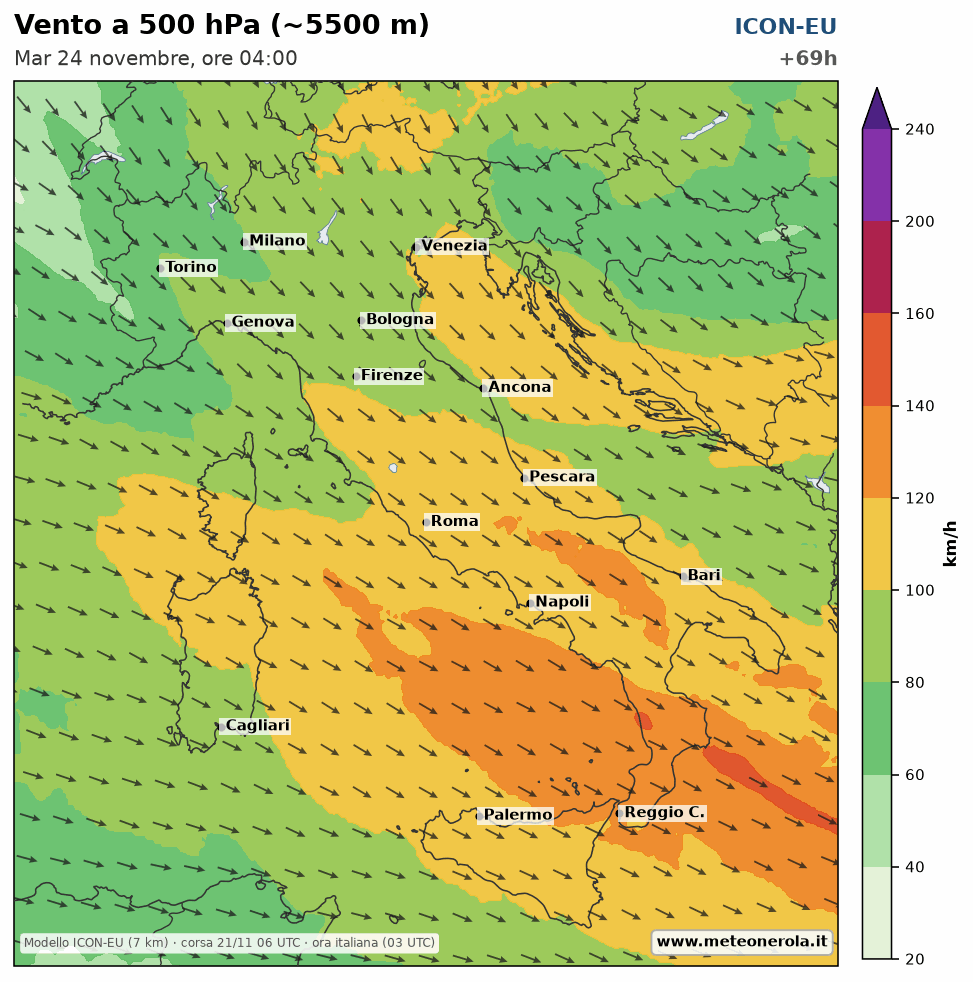 Vento a 500 hPa (~5500 m)
ICON-EU
Mar 24 novembre, ore 04:00
+69h
Milano
Venezia
Torino
Genova
Bologna
Firenze
Ancona
Pescara
Roma
Bari
Napoli
Cagliari
Palermo
Reggio C.
240
200
160
140
120
100
80
60
40
20
km/h
Modello ICON-EU (7 km) · corsa 21/11 06 UTC · ora italiana (03 UTC)
www.meteonerola.it